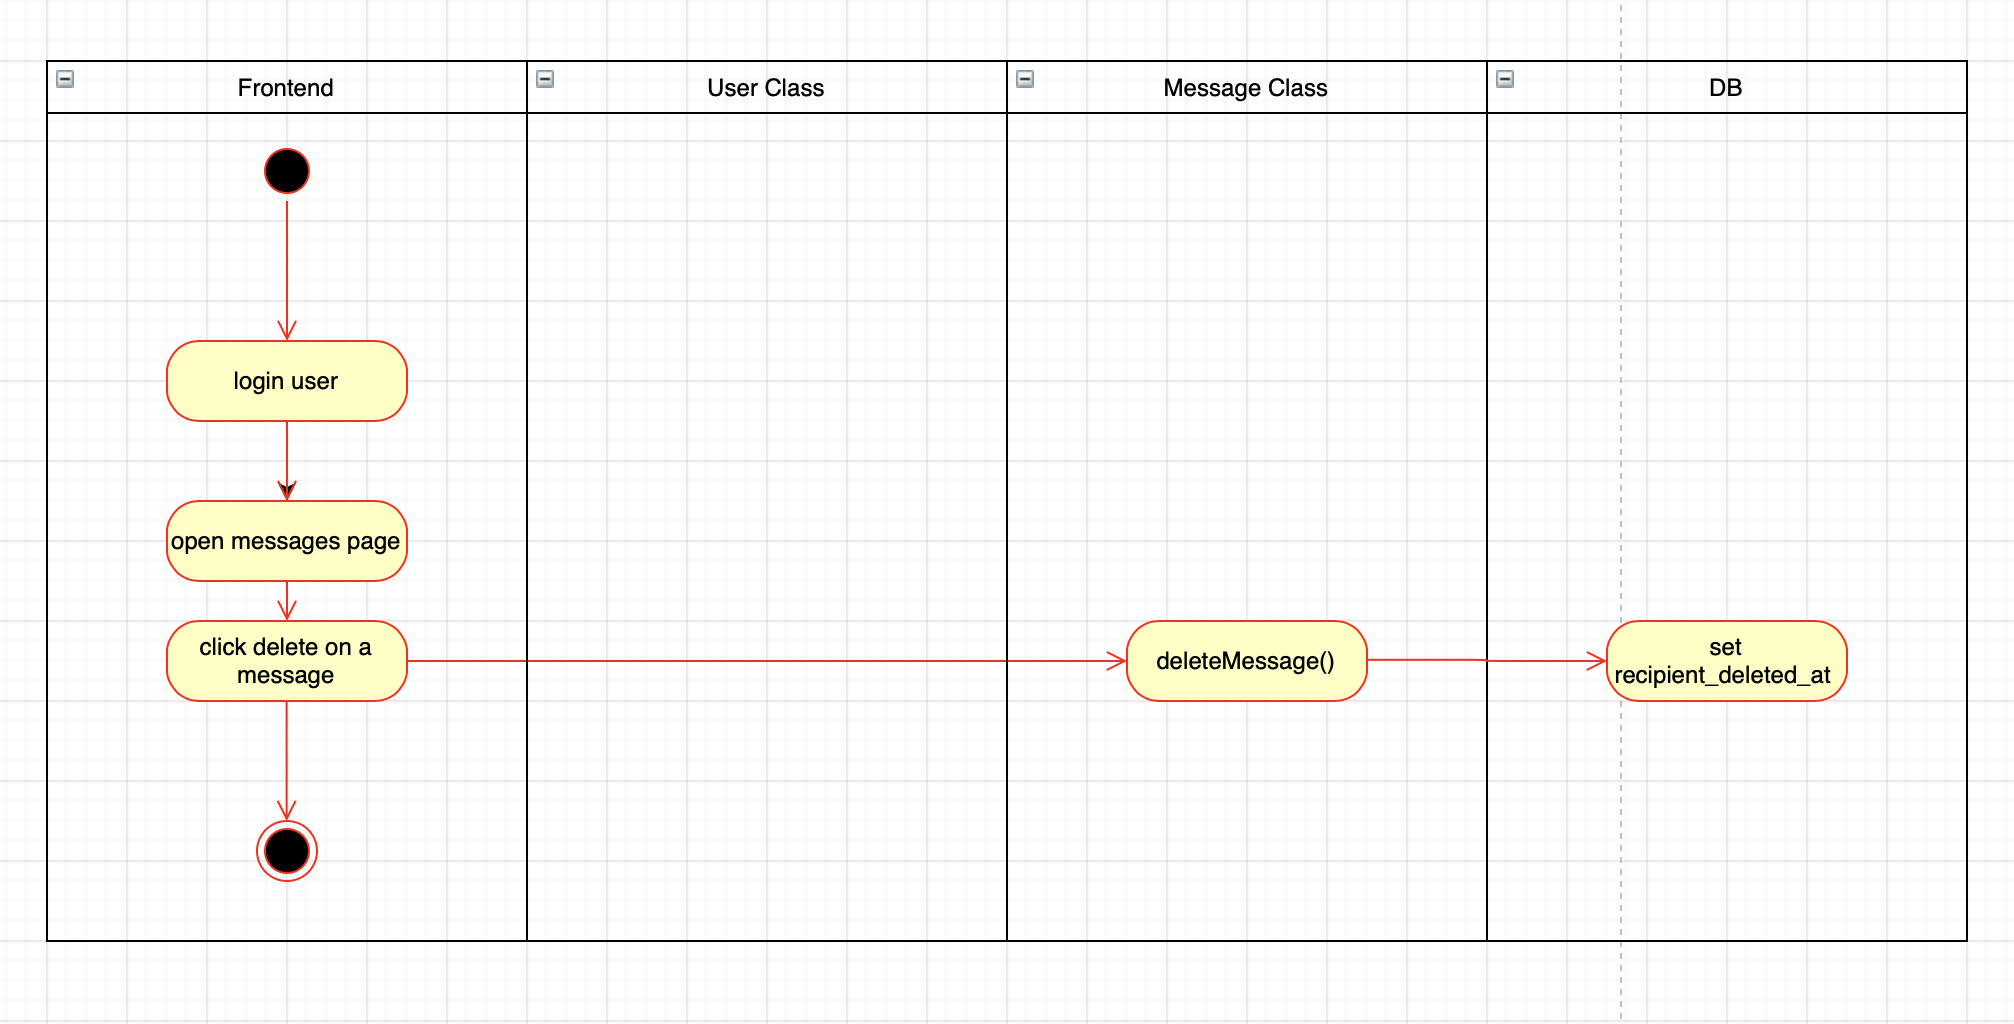 Frontend
User Class
Message Class
DB
login user
open messages page
click delete on a
message
deleteMessage()
set
recipient_deleted_at